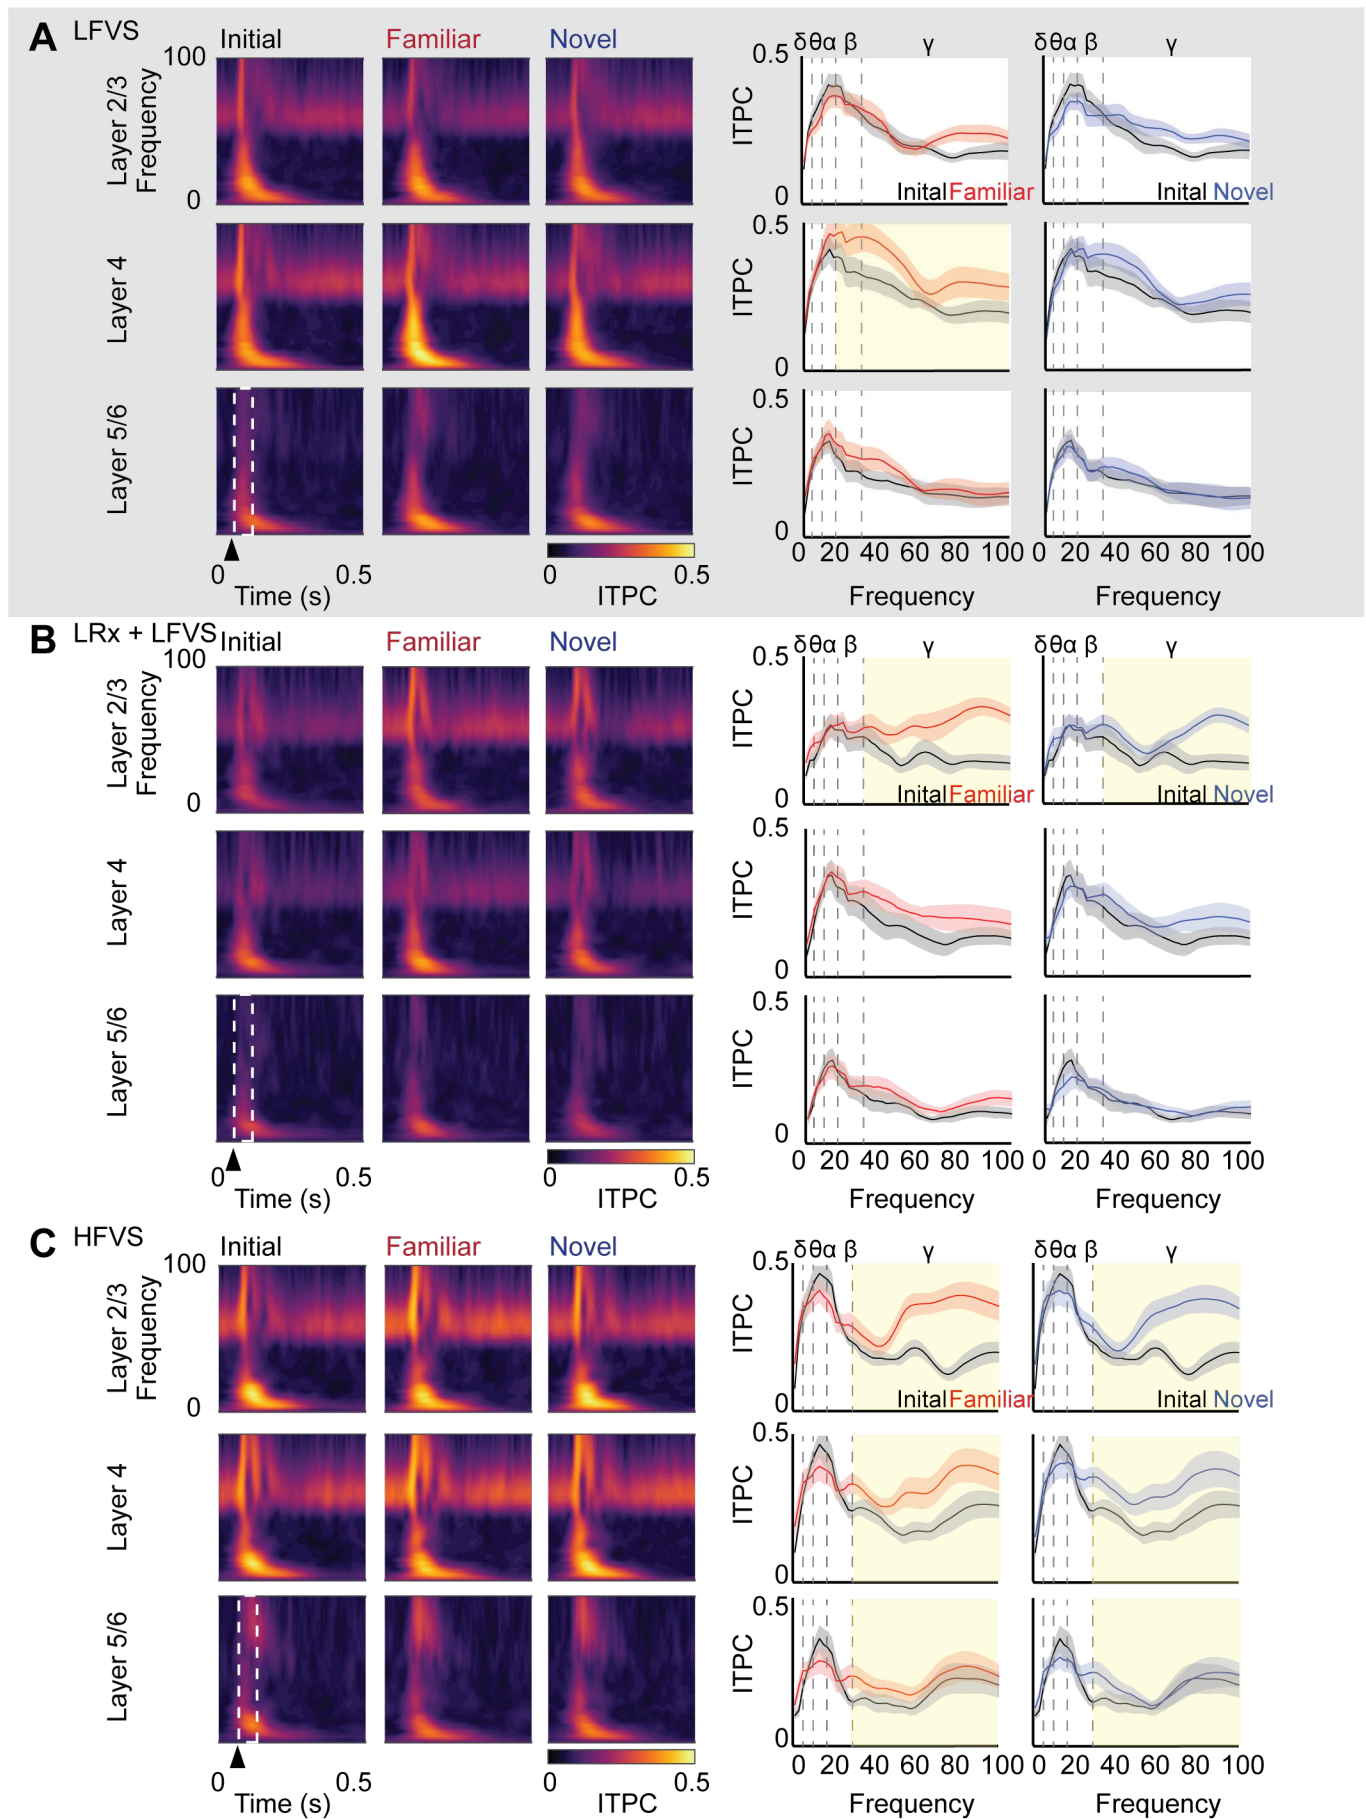 A LFVS
Initial Familiar Novel
δθα β γ δθα β γ
100
Layer 2/3
Frequency
0
0.5
ITPC
0
Inital Familiar
Inital Novel
Layer 4
0.5
ITPC
0
Layer 5/6
0.5
ITPC
0
0 0.5
Time (s)
0 0.5
ITPC
0 20 40 60 80 100
Frequency
0 20 40 60 80 100
Frequency
B LRx + LFVS
Initial Familiar Novel
δθα β γ δθα β γ
100
Layer 2/3
Frequency
0
0.5
ITPC
0
Inital Familiar
Inital Novel
Layer 4
0.5
ITPC
0
Layer 5/6
0.5
ITPC
0
0 0.5
Time (s)
0 0.5
ITPC
0 20 40 60 80 100
Frequency
0 20 40 60 80 100
Frequency
C HFVS
Initial Familiar Novel
δθα β γ δθα β γ
100
Layer 2/3
Frequency
0
0.5
ITPC
0
Inital Familiar
Inital Novel
Layer 4
0.5
ITPC
0
Layer 5/6
0.5
ITPC
0
0 0.5
Time (s)
0 0.5
ITPC
0 20 40 60 80 100
Frequency
0 20 40 60 80 100
Frequency